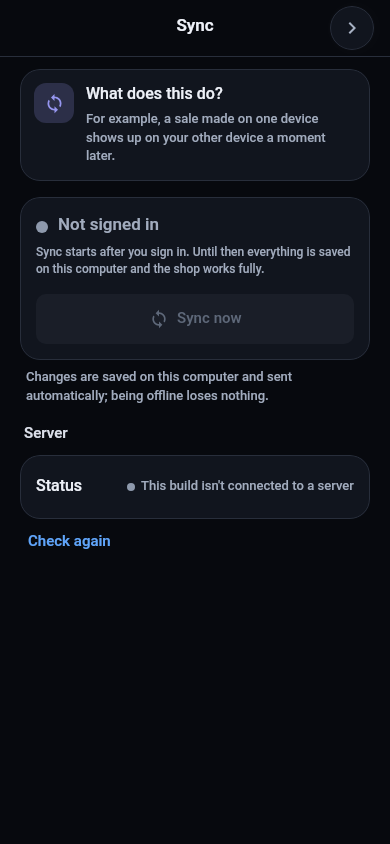 Sync
What does this do?
For example, a sale made on one device
shows up on your other device a moment
later.
Not signed in
Sync starts after you sign in. Until then everything is saved
on this computer and the shop works fully.
Sync now
Changes are saved on this computer and sent
automatically; being offline loses nothing.
Server
Status
This build isn't connected to a server
Check again